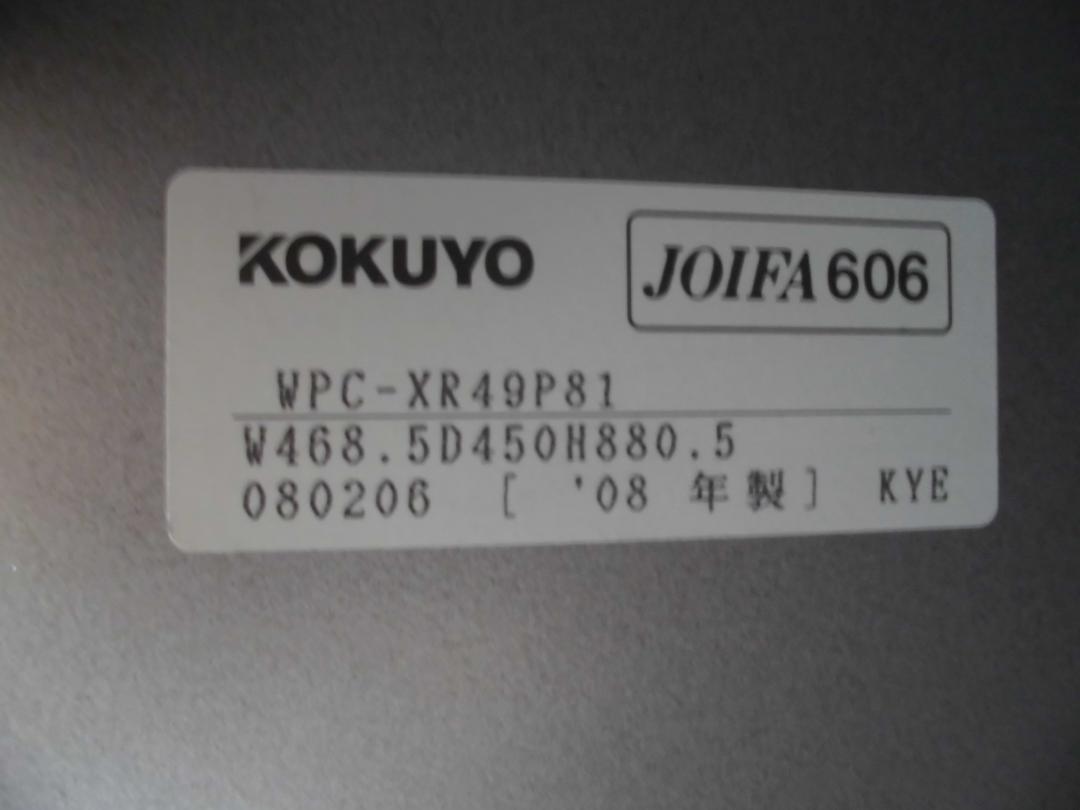 KOKUYO
JOIFA 606
WPC-XR49P81
W468.5D450H880.5
080206 [ '08 年製] KYE